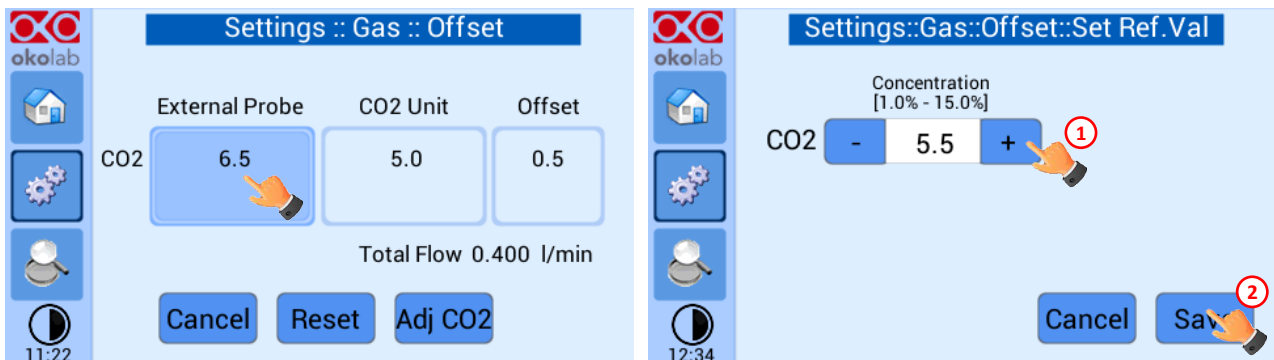 Settings :: Gas :: Offset
okolab
External Probe CO2 Unit Offset
CO2 6.5 5.0 0.5
Total Flow 0.400 l/min
Cancel Reset Adj CO2
11:22
Settings::Gas::Offset::Set Ref.Val
okolab
Concentration
[1.0% - 15.0%]
CO2 - 5.5 + 1
2
Cancel Save
12:34